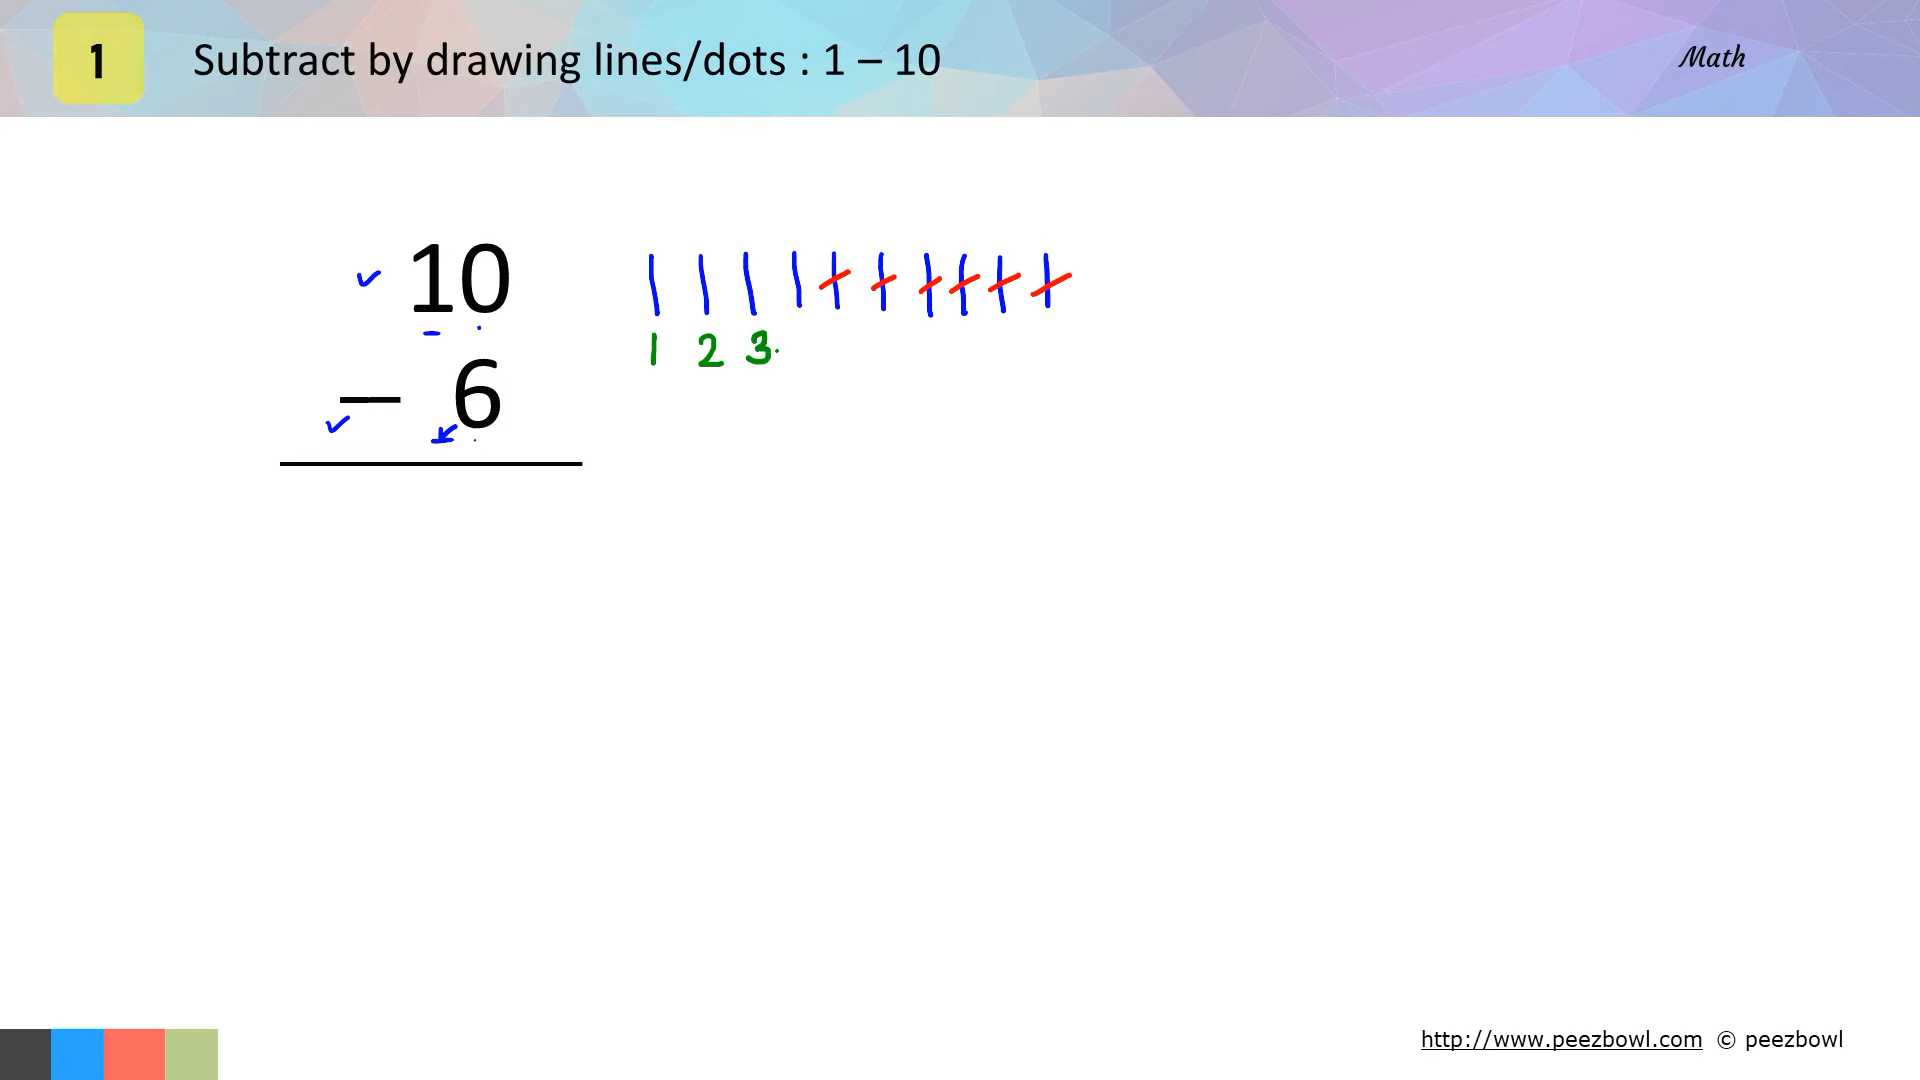 1
Subtract by drawing lines/dots : 1 – 10
Math
10
– 6
1 2 3
http://www.peezbowl.com © peezbowl